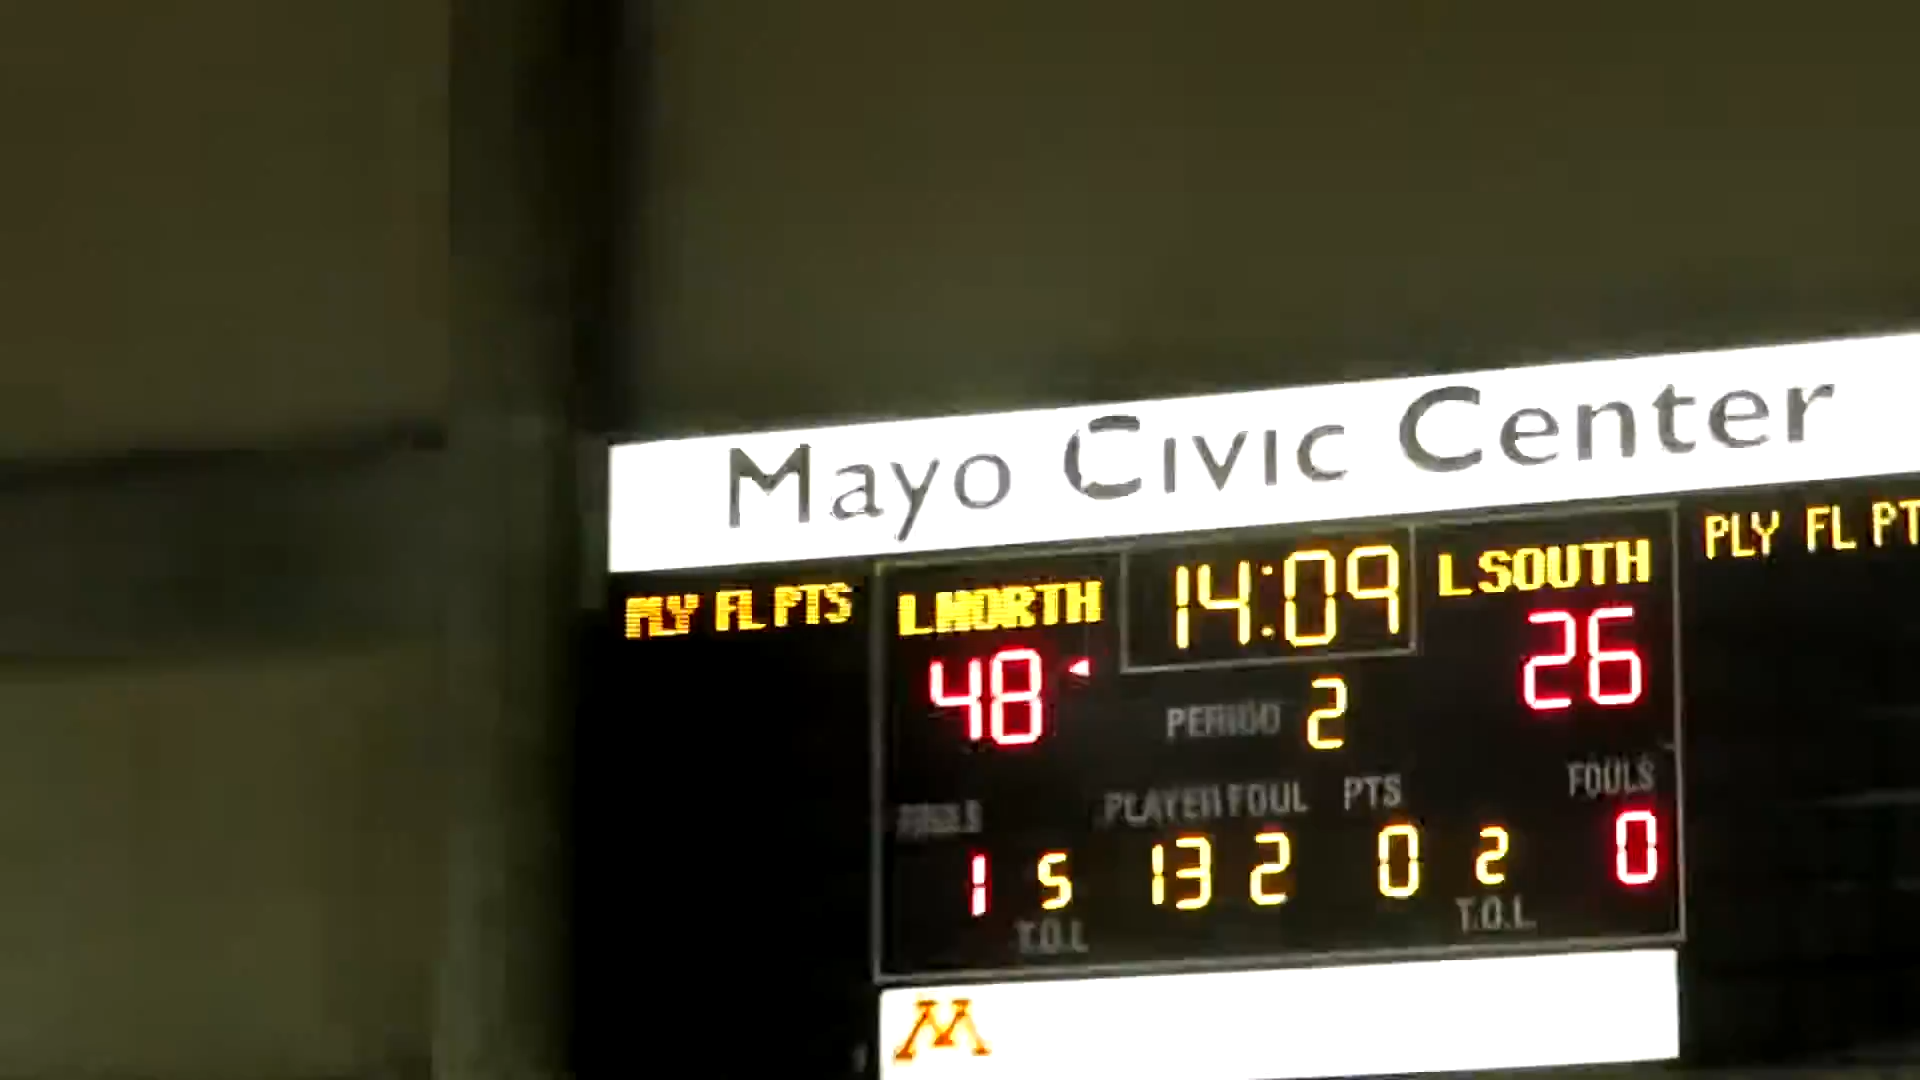 Mayo Civic Center
PLY FL PTS
L NORTH 14:09 L SOUTH
PLY FL PT
48 PERIOD 2 26
FOULS PLAYER FOUL PTS FOULS
1 5 13 2 0 2 0
T.O.L. T.O.L.
M